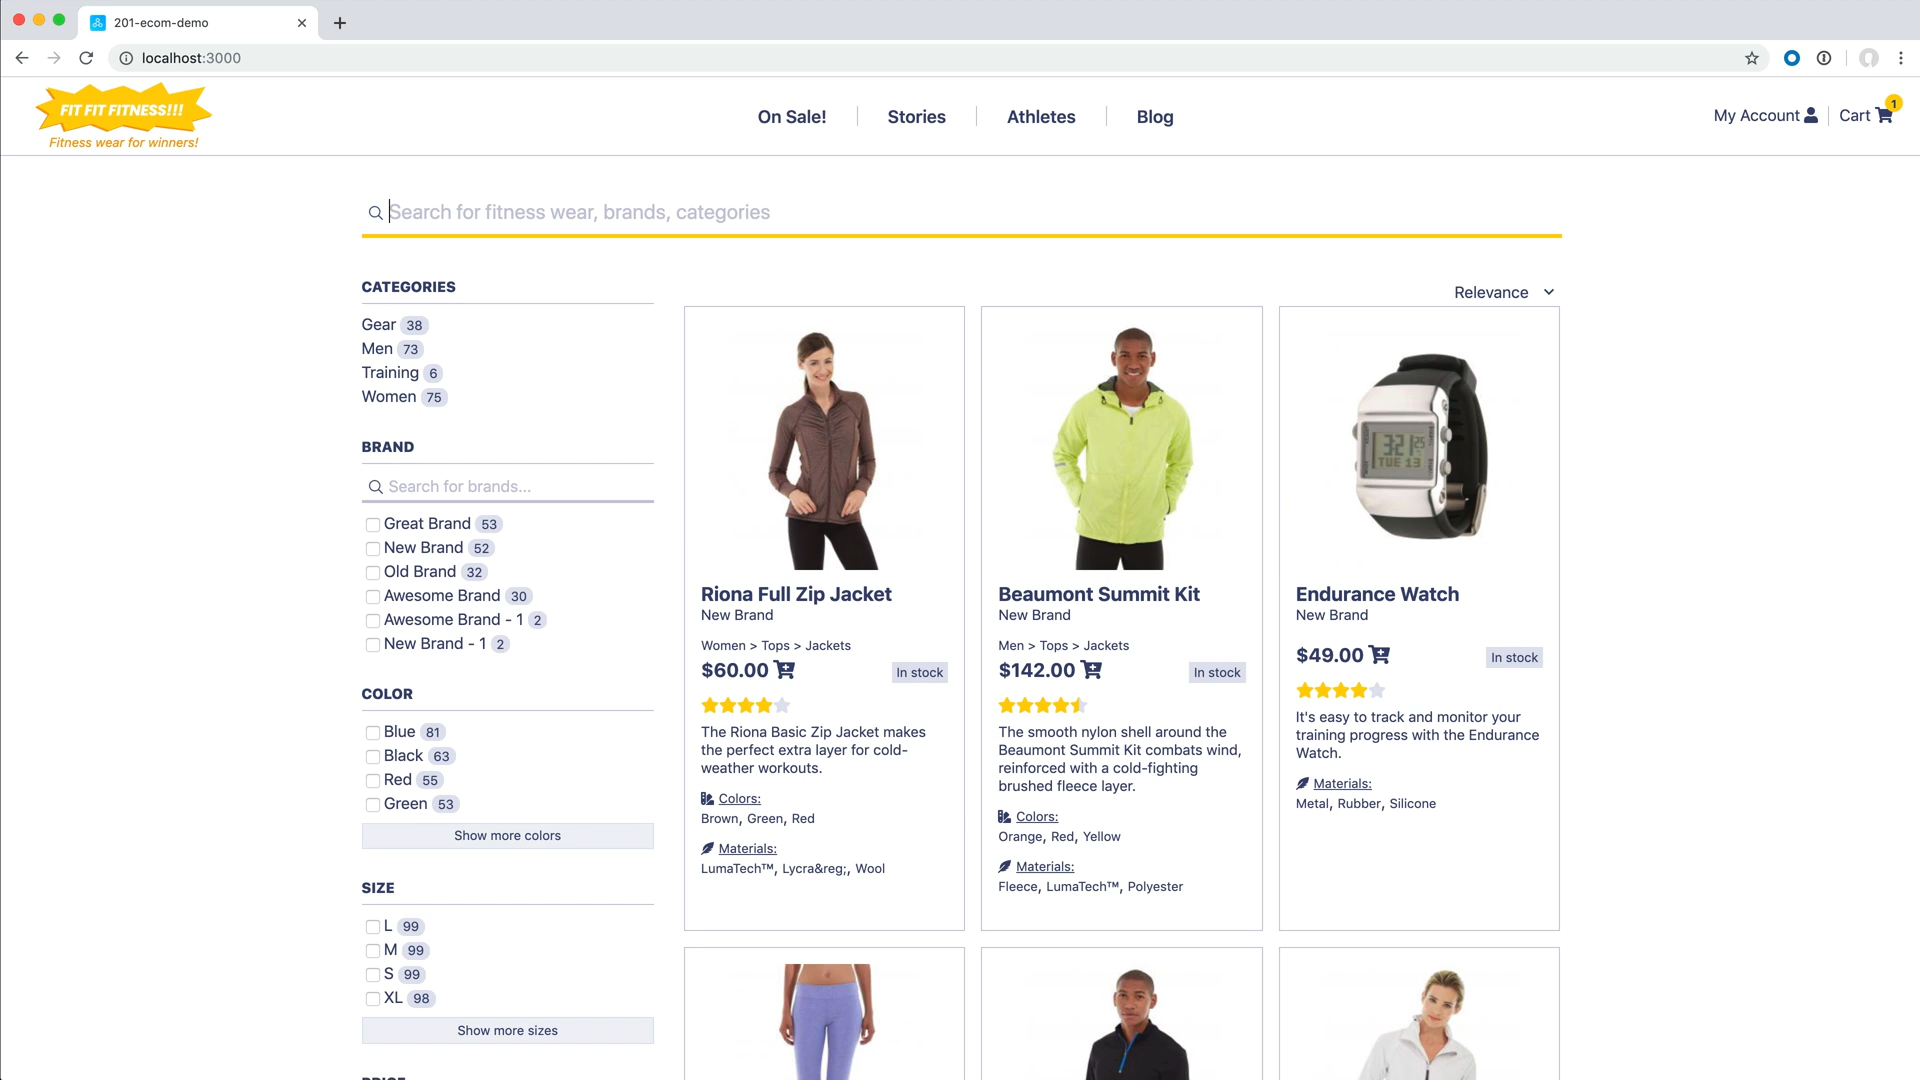 201-ecom-demo
localhost:3000
FIT FIT FITNESS!!!
Fitness wear for winners!
On Sale!
Stories
Athletes
Blog
My Account
Cart
1
Search for fitness wear, brands, categories
CATEGORIES
Gear 38
Men 73
Training 6
Women 75
BRAND
Search for brands...
Great Brand 53
New Brand 52
Old Brand 32
Awesome Brand 30
Awesome Brand - 1 2
New Brand - 1 2
COLOR
Blue 81
Black 63
Red 55
Green 53
Show more colors
SIZE
L 99
M 99
S 99
XL 98
Show more sizes
PRICE
Relevance
Riona Full Zip Jacket
New Brand
Women > Tops > Jackets
$60.00
In stock
The Riona Basic Zip Jacket makes
the perfect extra layer for cold-
weather workouts.
Colors:
Brown, Green, Red
Materials:
LumaTech™, Lycra&reg;, Wool
Beaumont Summit Kit
New Brand
Men > Tops > Jackets
$142.00
In stock
The smooth nylon shell around the
Beaumont Summit Kit combats wind,
reinforced with a cold-fighting
brushed fleece layer.
Colors:
Orange, Red, Yellow
Materials:
Fleece, LumaTech™, Polyester
3:21 25
TUE 13
Endurance Watch
New Brand
$49.00
In stock
It's easy to track and monitor your
training progress with the Endurance
Watch.
Materials:
Metal, Rubber, Silicone